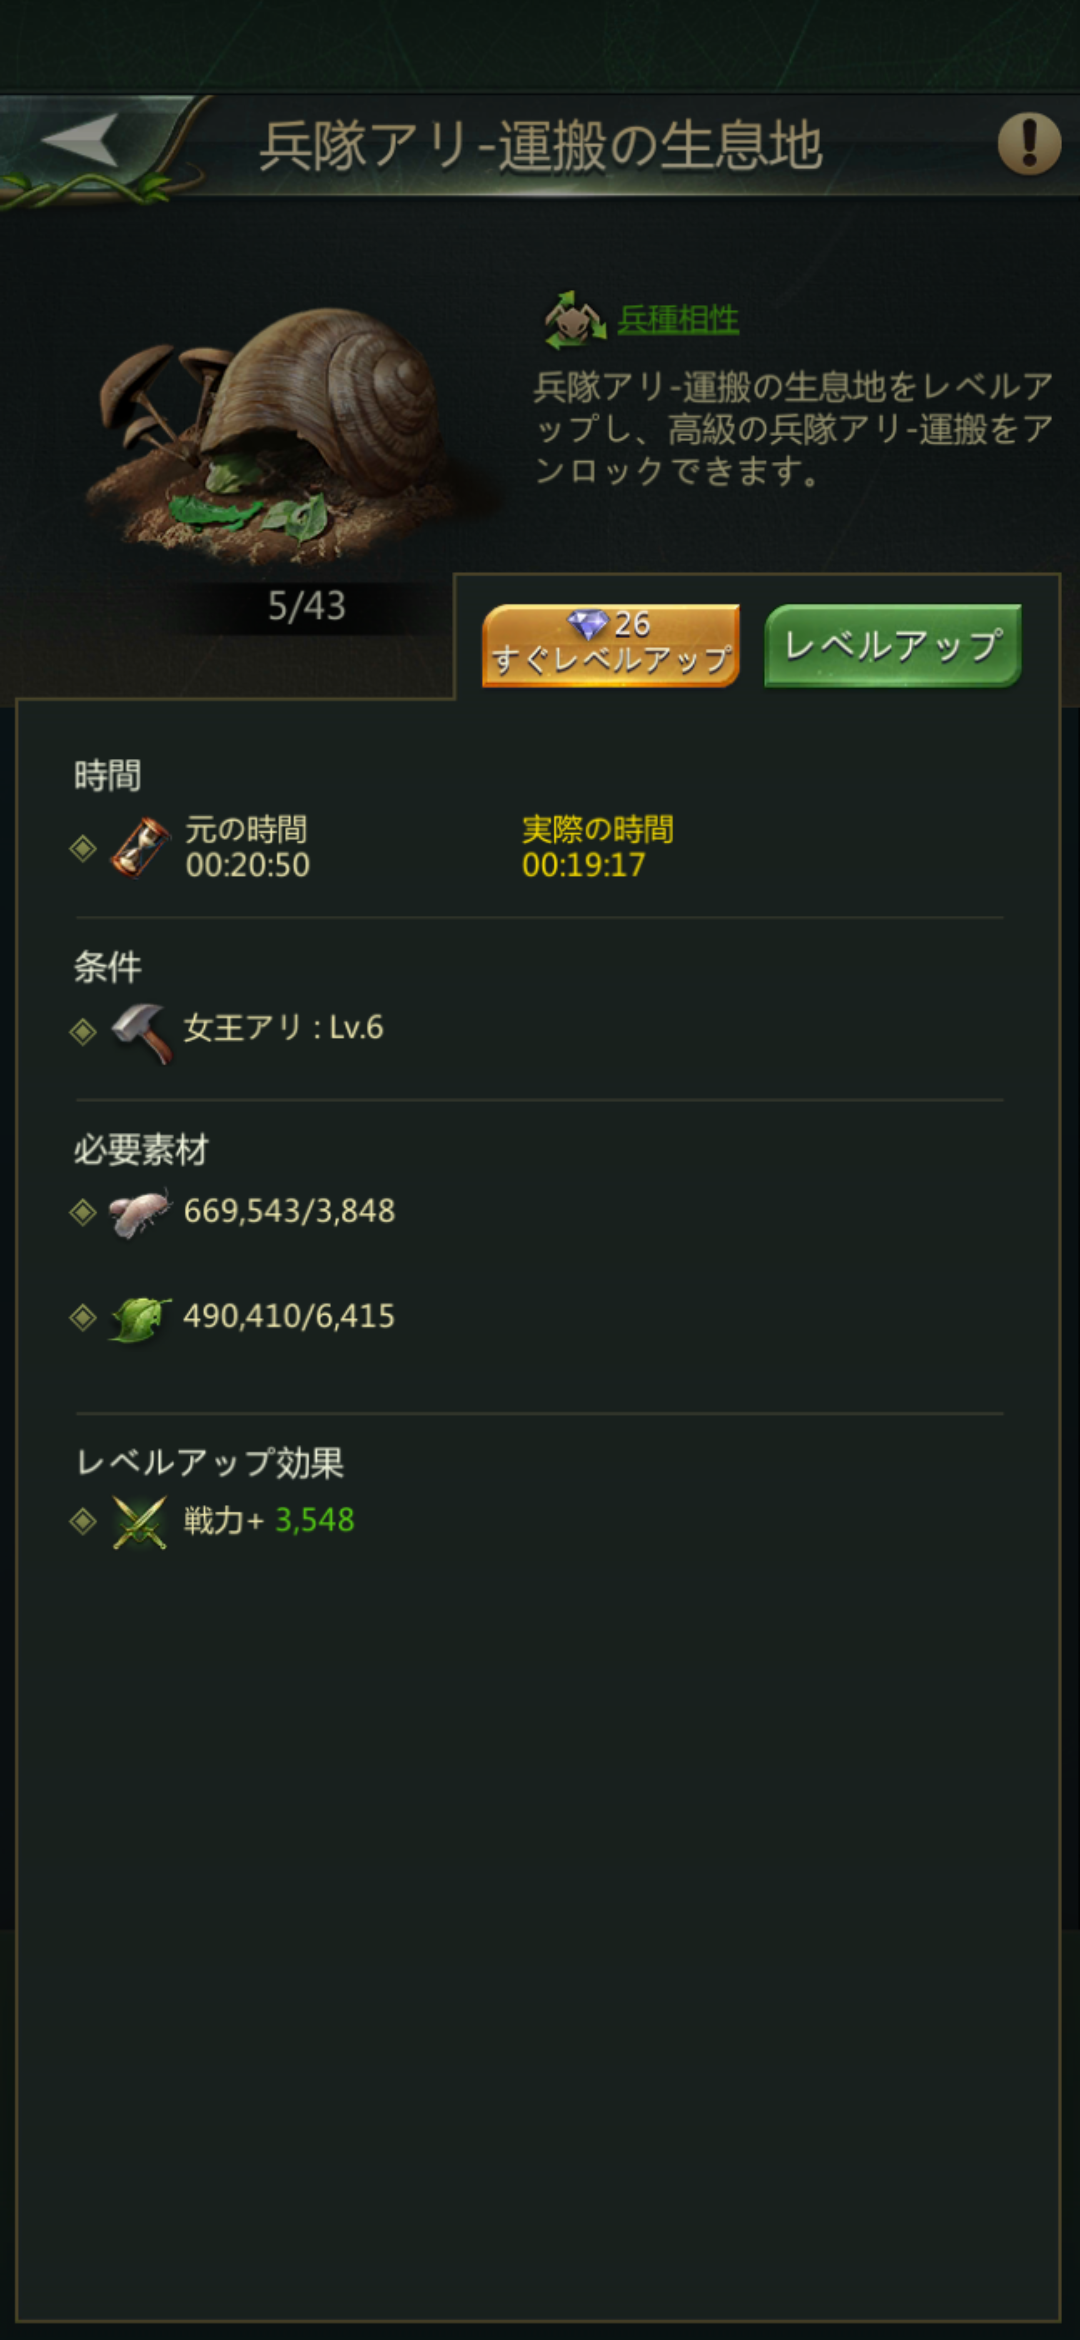 兵隊アリ-運搬の生息地
兵種相性
兵隊アリ-運搬の生息地をレベルア
ップし、高級の兵隊アリ-運搬をア
ンロックできます。
5/43
26
すぐレベルアップ
レベルアップ
時間
元の時間
00:20:50
実際の時間
00:19:17
条件
女王アリ : Lv.6
必要素材
669,543/3,848
490,410/6,415
レベルアップ効果
戦力+ 3,548